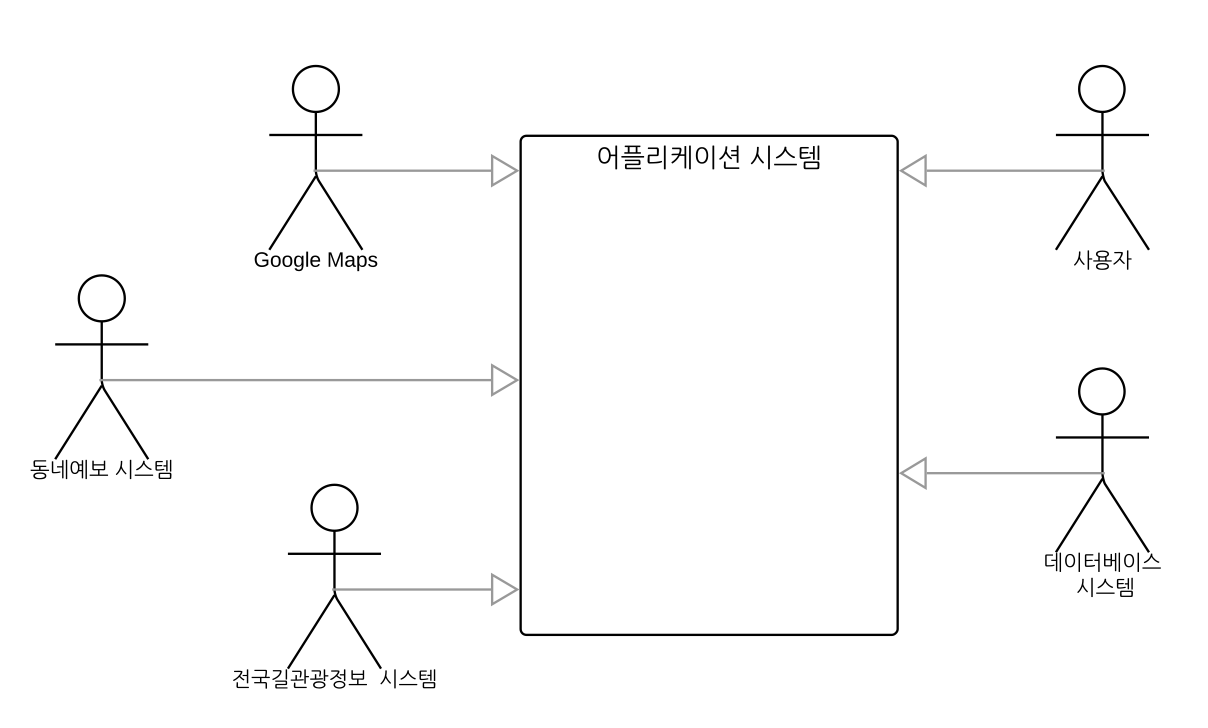 어플리케이션 시스템
Google Maps
사용자
동네예보 시스템
데이터베이스
시스템
전국길관광정보 시스템